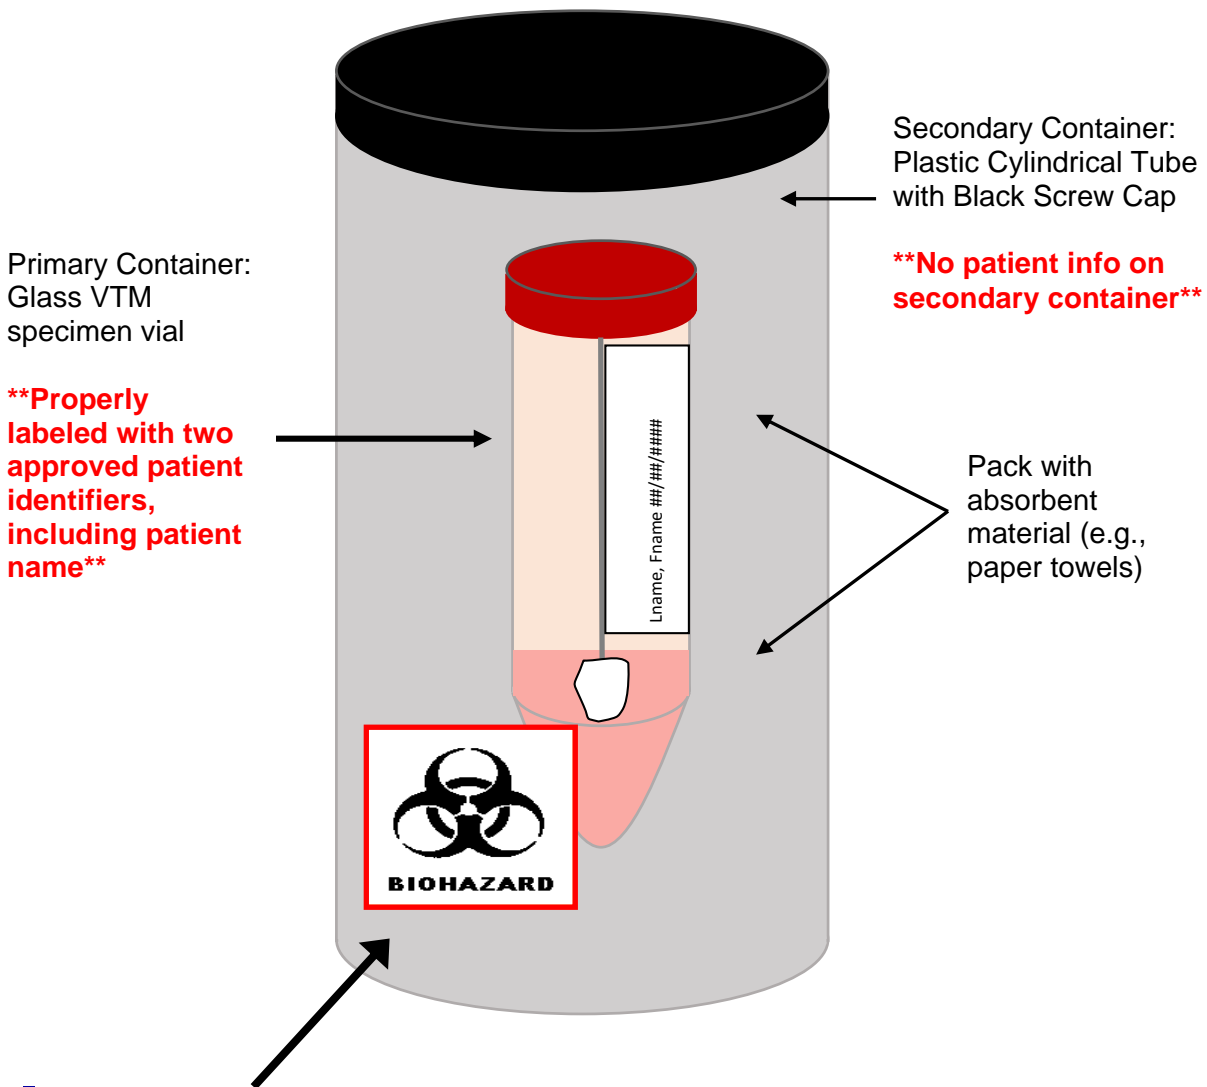 Secondary Container:
Plastic Cylindrical Tube
with Black Screw Cap
**No patient info on
secondary container**
Primary Container:
Glass VTM
specimen vial
**Properly
labeled with two
approved patient
identifiers,
including patient
name**
Lname, Fname ##/##/####
Pack with
absorbent
material (e.g.,
paper towels)
BIOHAZARD